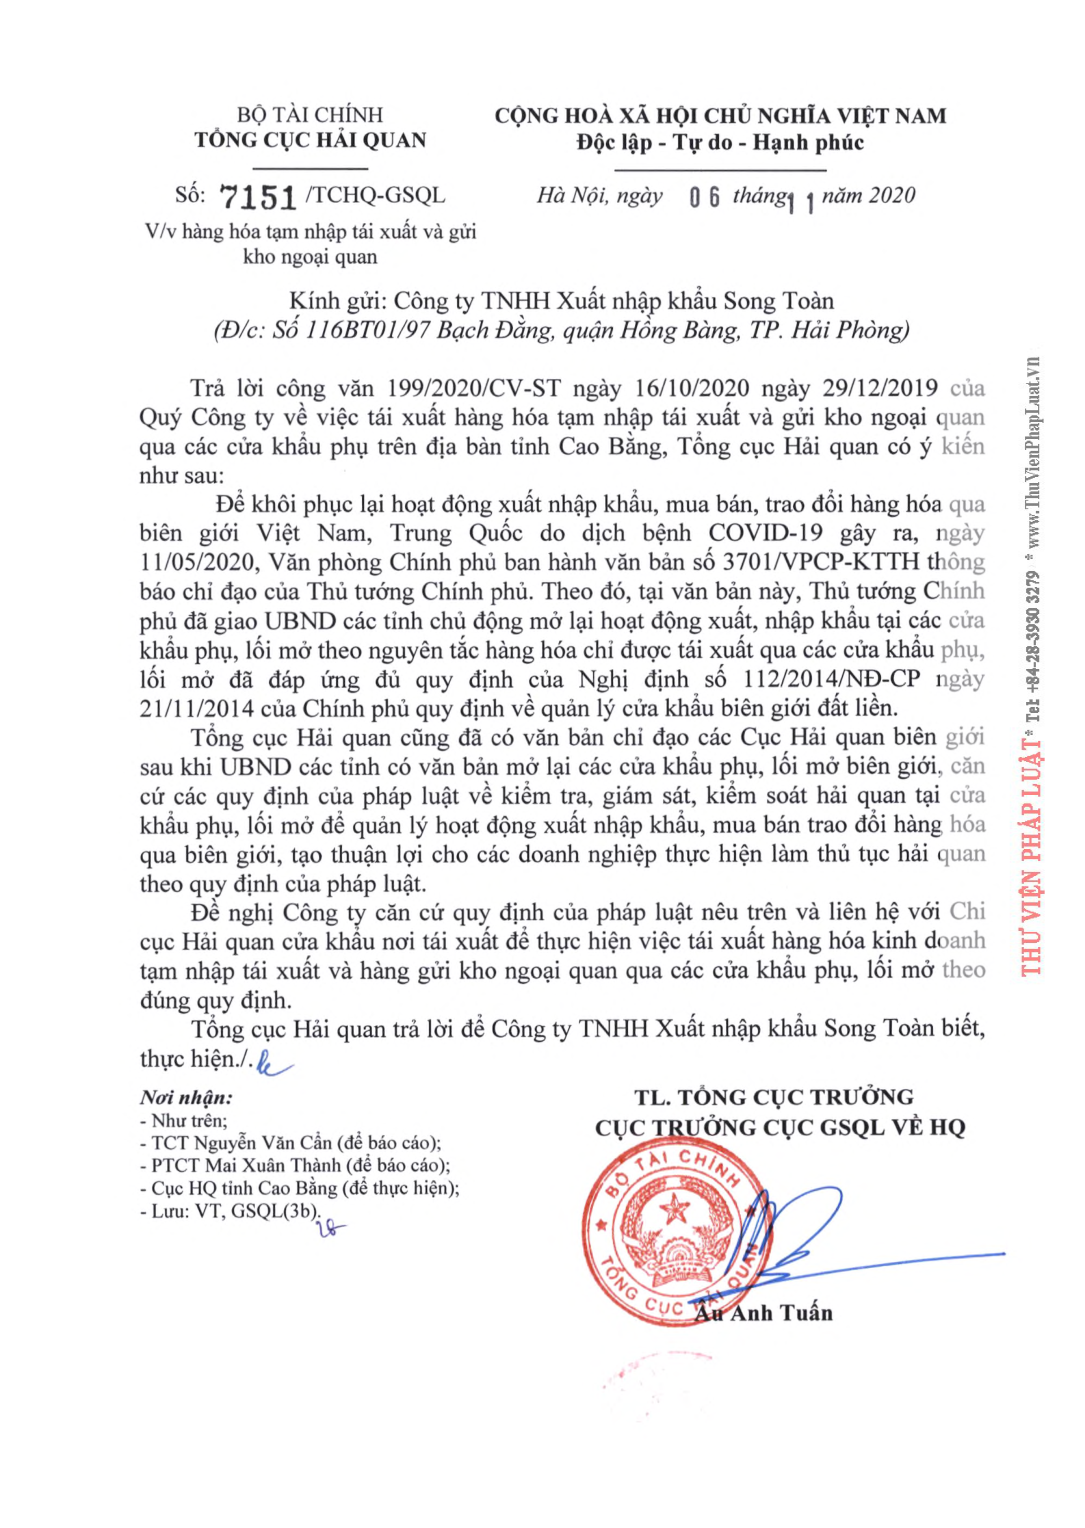 BỘ TÀI CHÍNH
TỔNG CỤC HẢI QUAN
CỘNG HOÀ XÃ HỘI CHỦ NGHĨA VIỆT NAM
Độc lập - Tự do - Hạnh phúc
Số: 7151 /TCHQ-GSQL
Hà Nội, ngày 06 tháng 11 năm 2020
V/v hàng hóa tạm nhập tái xuất và gửi
kho ngoại quan
Kính gửi: Công ty TNHH Xuất nhập khẩu Song Toàn
(Đ/c: Số 116BT01/97 Bạch Đằng, quận Hồng Bàng, TP. Hải Phòng)
Trả lời công văn 199/2020/CV-ST ngày 16/10/2020 ngày 29/12/2019 của
Quý Công ty về việc tái xuất hàng hóa tạm nhập tái xuất và gửi kho ngoại quan
qua các cửa khẩu phụ trên địa bàn tỉnh Cao Bằng, Tổng cục Hải quan có ý kiến
như sau:
Để khôi phục lại hoạt động xuất nhập khẩu, mua bán, trao đổi hàng hóa qua
biên giới Việt Nam, Trung Quốc do dịch bệnh COVID-19 gây ra, ngày
11/05/2020, Văn phòng Chính phủ ban hành văn bản số 3701/VPCP-KTTH thông
báo chỉ đạo của Thủ tướng Chính phủ. Theo đó, tại văn bản này, Thủ tướng Chính
phủ đã giao UBND các tỉnh chủ động mở lại hoạt động xuất, nhập khẩu tại các cửa
khẩu phụ, lối mở theo nguyên tắc hàng hóa chỉ được tái xuất qua các cửa khẩu phụ,
lối mở đã đáp ứng đủ quy định của Nghị định số 112/2014/NĐ-CP ngày
21/11/2014 của Chính phủ quy định về quản lý cửa khẩu biên giới đất liền.
Tổng cục Hải quan cũng đã có văn bản chỉ đạo các Cục Hải quan biên giới
sau khi UBND các tỉnh có văn bản mở lại các cửa khẩu phụ, lối mở biên giới, căn
cứ các quy định của pháp luật về kiểm tra, giám sát, kiểm soát hải quan tại cửa
khẩu phụ, lối mở để quản lý hoạt động xuất nhập khẩu, mua bán trao đổi hàng hóa
qua biên giới, tạo thuận lợi cho các doanh nghiệp thực hiện làm thủ tục hải quan
theo quy định của pháp luật.
Đề nghị Công ty căn cứ quy định của pháp luật nêu trên và liên hệ với Chi
cục Hải quan cửa khẩu nơi tái xuất để thực hiện việc tái xuất hàng hóa kinh doanh
tạm nhập tái xuất và hàng gửi kho ngoại quan qua các cửa khẩu phụ, lối mở theo
đúng quy định.
Tổng cục Hải quan trả lời để Công ty TNHH Xuất nhập khẩu Song Toàn biết,
thực hiện./.
Nơi nhận:
- Như trên;
- TCT Nguyễn Văn Cẩn (để báo cáo);
- PTCT Mai Xuân Thành (để báo cáo);
- Cục HQ tỉnh Cao Bằng (để thực hiện);
- Lưu: VT, GSQL(3b).
TL. TỔNG CỤC TRƯỞNG
CỤC TRƯỞNG CỤC GSQL VỀ HQ
BỘ TÀI CHÍNH
TỔNG CỤC HẢI QUAN
Âu Anh Tuấn
THƯ VIỆN PHÁP LUẬT * Tel: +84-28-3930 3279 * www.ThuVienPhapLuat.vn